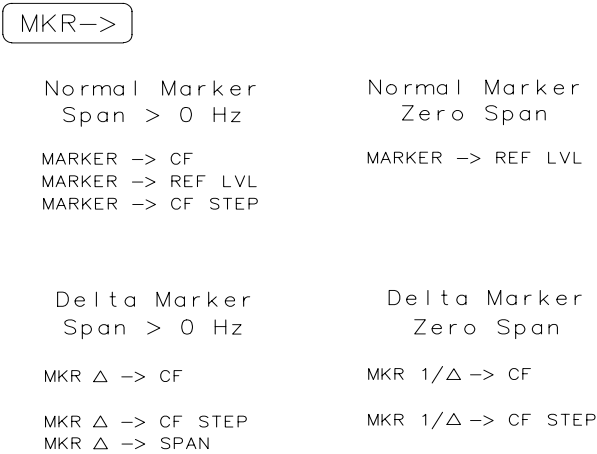 MKR—>
Normal Marker
Span > 0 Hz
MARKER —> CF
MARKER —> REF LVL
MARKER —> CF STEP
Normal Marker
Zero Span
MARKER —> REF LVL
Delta Marker
Span > 0 Hz
MKR △ —> CF
MKR △ —> CF STEP
MKR △ —> SPAN
Delta Marker
Zero Span
MKR 1/△ —> CF
MKR 1/△ —> CF STEP